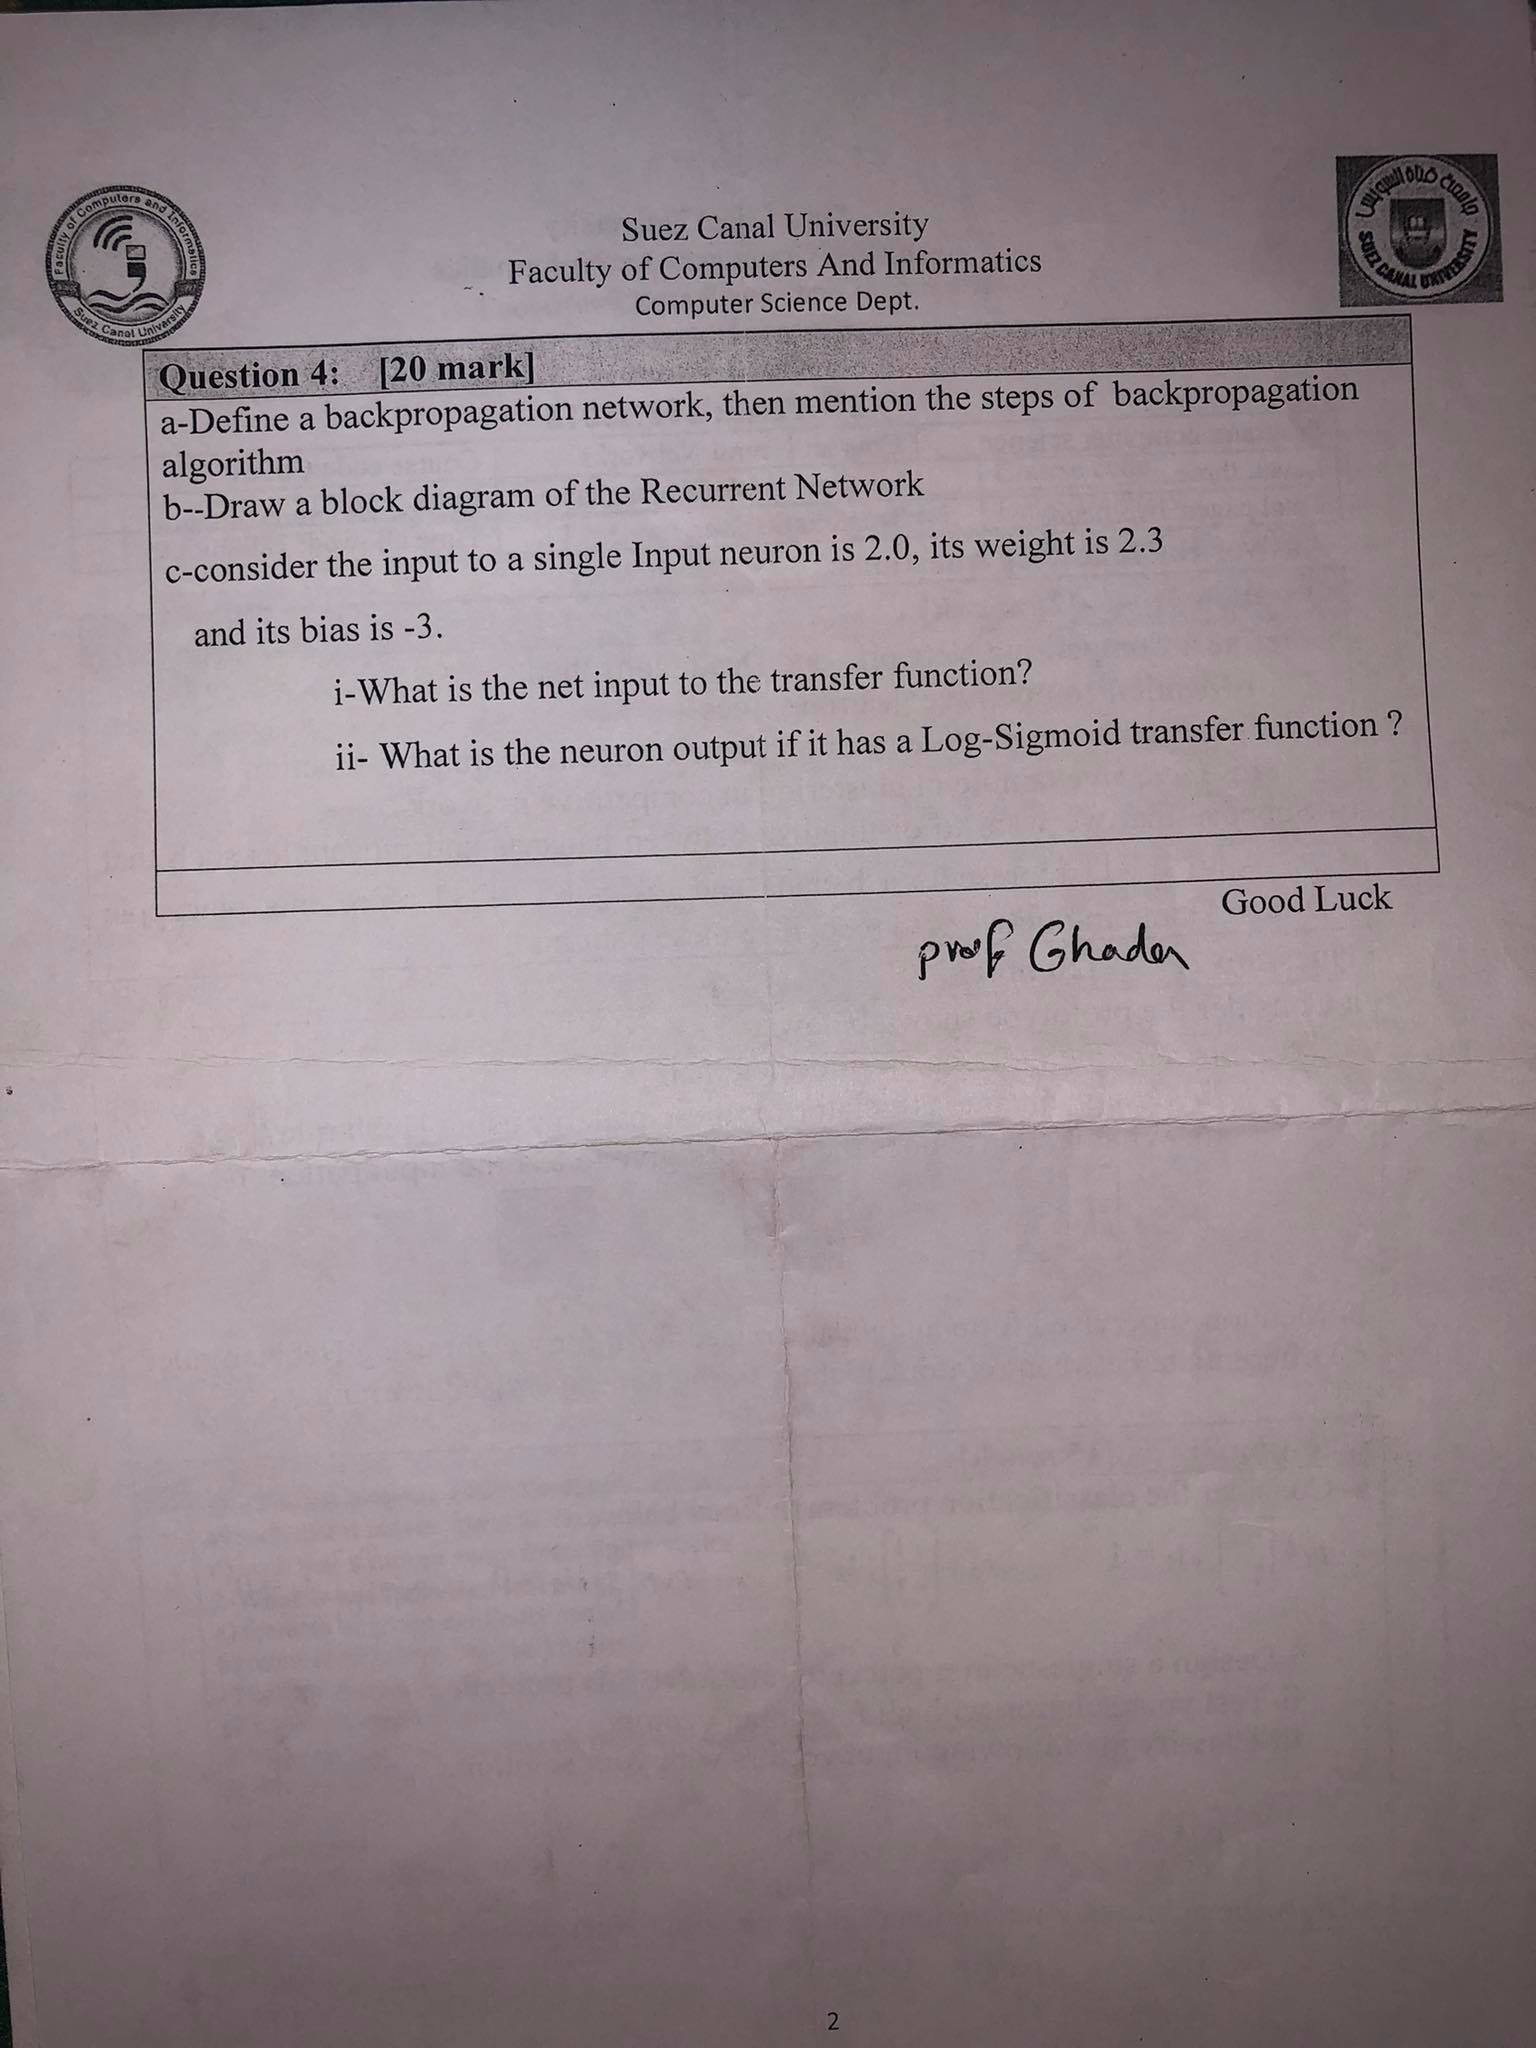 Faculty of Computers and Informatics
Suez Canal University
جامعة قناة السويس
SUEZ CANAL UNIVERSITY
Suez Canal University
Faculty of Computers And Informatics
Computer Science Dept.
Question 4: [20 mark]
a-Define a backpropagation network, then mention the steps of backpropagation
algorithm
b--Draw a block diagram of the Recurrent Network
c-consider the input to a single Input neuron is 2.0, its weight is 2.3
and its bias is -3.
i-What is the net input to the transfer function?
ii- What is the neuron output if it has a Log-Sigmoid transfer function ?
Good Luck
prof Ghada
2